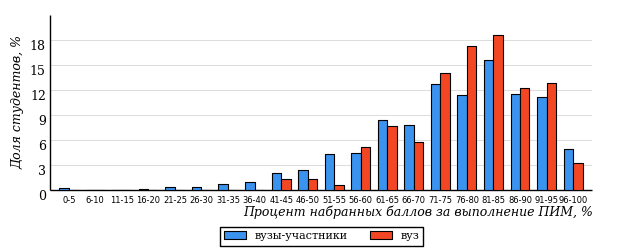 Доля студентов, %
18
15
12
9
6
3
0
0-5 6-10 11-15 16-20 21-25 26-30 31-35 36-40 41-45 46-50 51-55 56-60 61-65 66-70 71-75 76-80 81-85 86-90 91-95 96-100
Процент набранных баллов за выполнение ПИМ, %
вузы-участники вуз